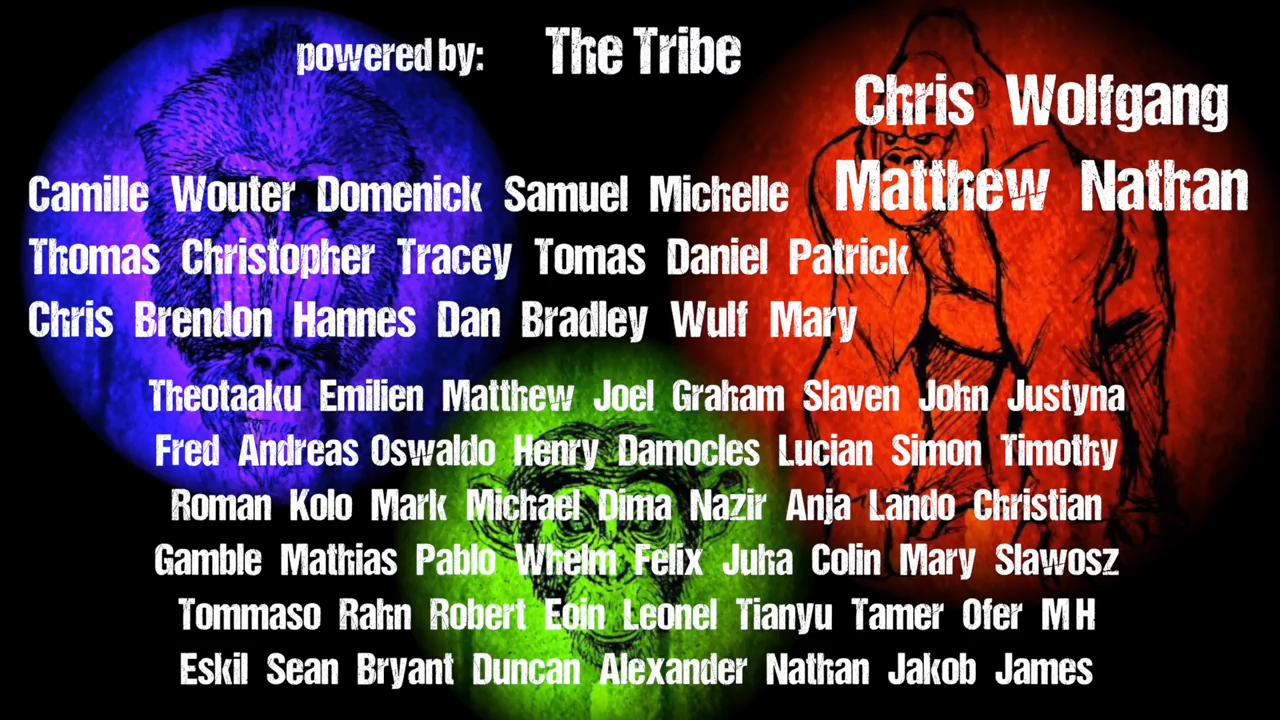 powered by: The Tribe
Chris Wolfgang
Matthew Nathan
Camille Wouter Domenick Samuel Michelle
Thomas Christopher Tracey Tomas Daniel Patrick
Chris Brendon Hannes Dan Bradley Wulf Mary
Theotaaku Emilien Matthew Joel Graham Slaven John Justyna
Fred Andreas Oswaldo Henry Damocles Lucian Simon Timothy
Roman Kolo Mark Michael Dima Nazir Anja Lando Christian
Gamble Mathias Pablo Whelm Felix Juha Colin Mary Slawosz
Tommaso Rahn Robert Eoin Leonel Tianyu Tamer Ofer M H
Eskil Sean Bryant Duncan Alexander Nathan Jakob James